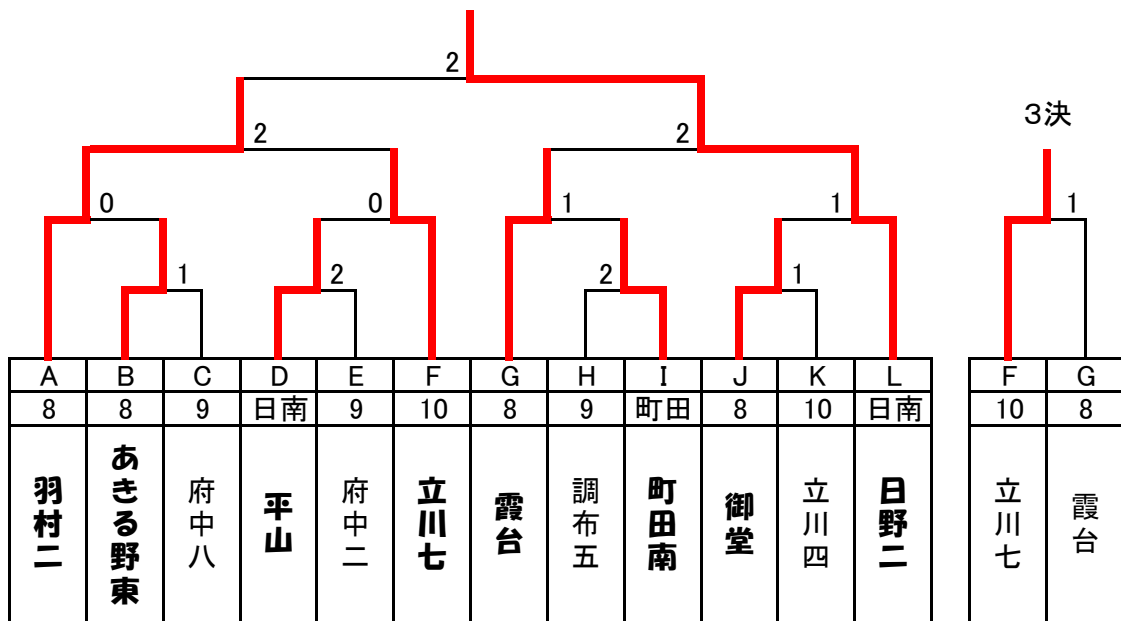 2
3決
2
2
0
0
1
1
1
1
2
2
1
A B C D E F G H I J K L F G
8 8 9 日南 9 10 8 9 町田 8 10 日南 10 8
羽村二
あきる野東
府中八
平山
府中二
立川七
霞台
調布五
町田南
御堂
立川四
日野二
立川七
霞台